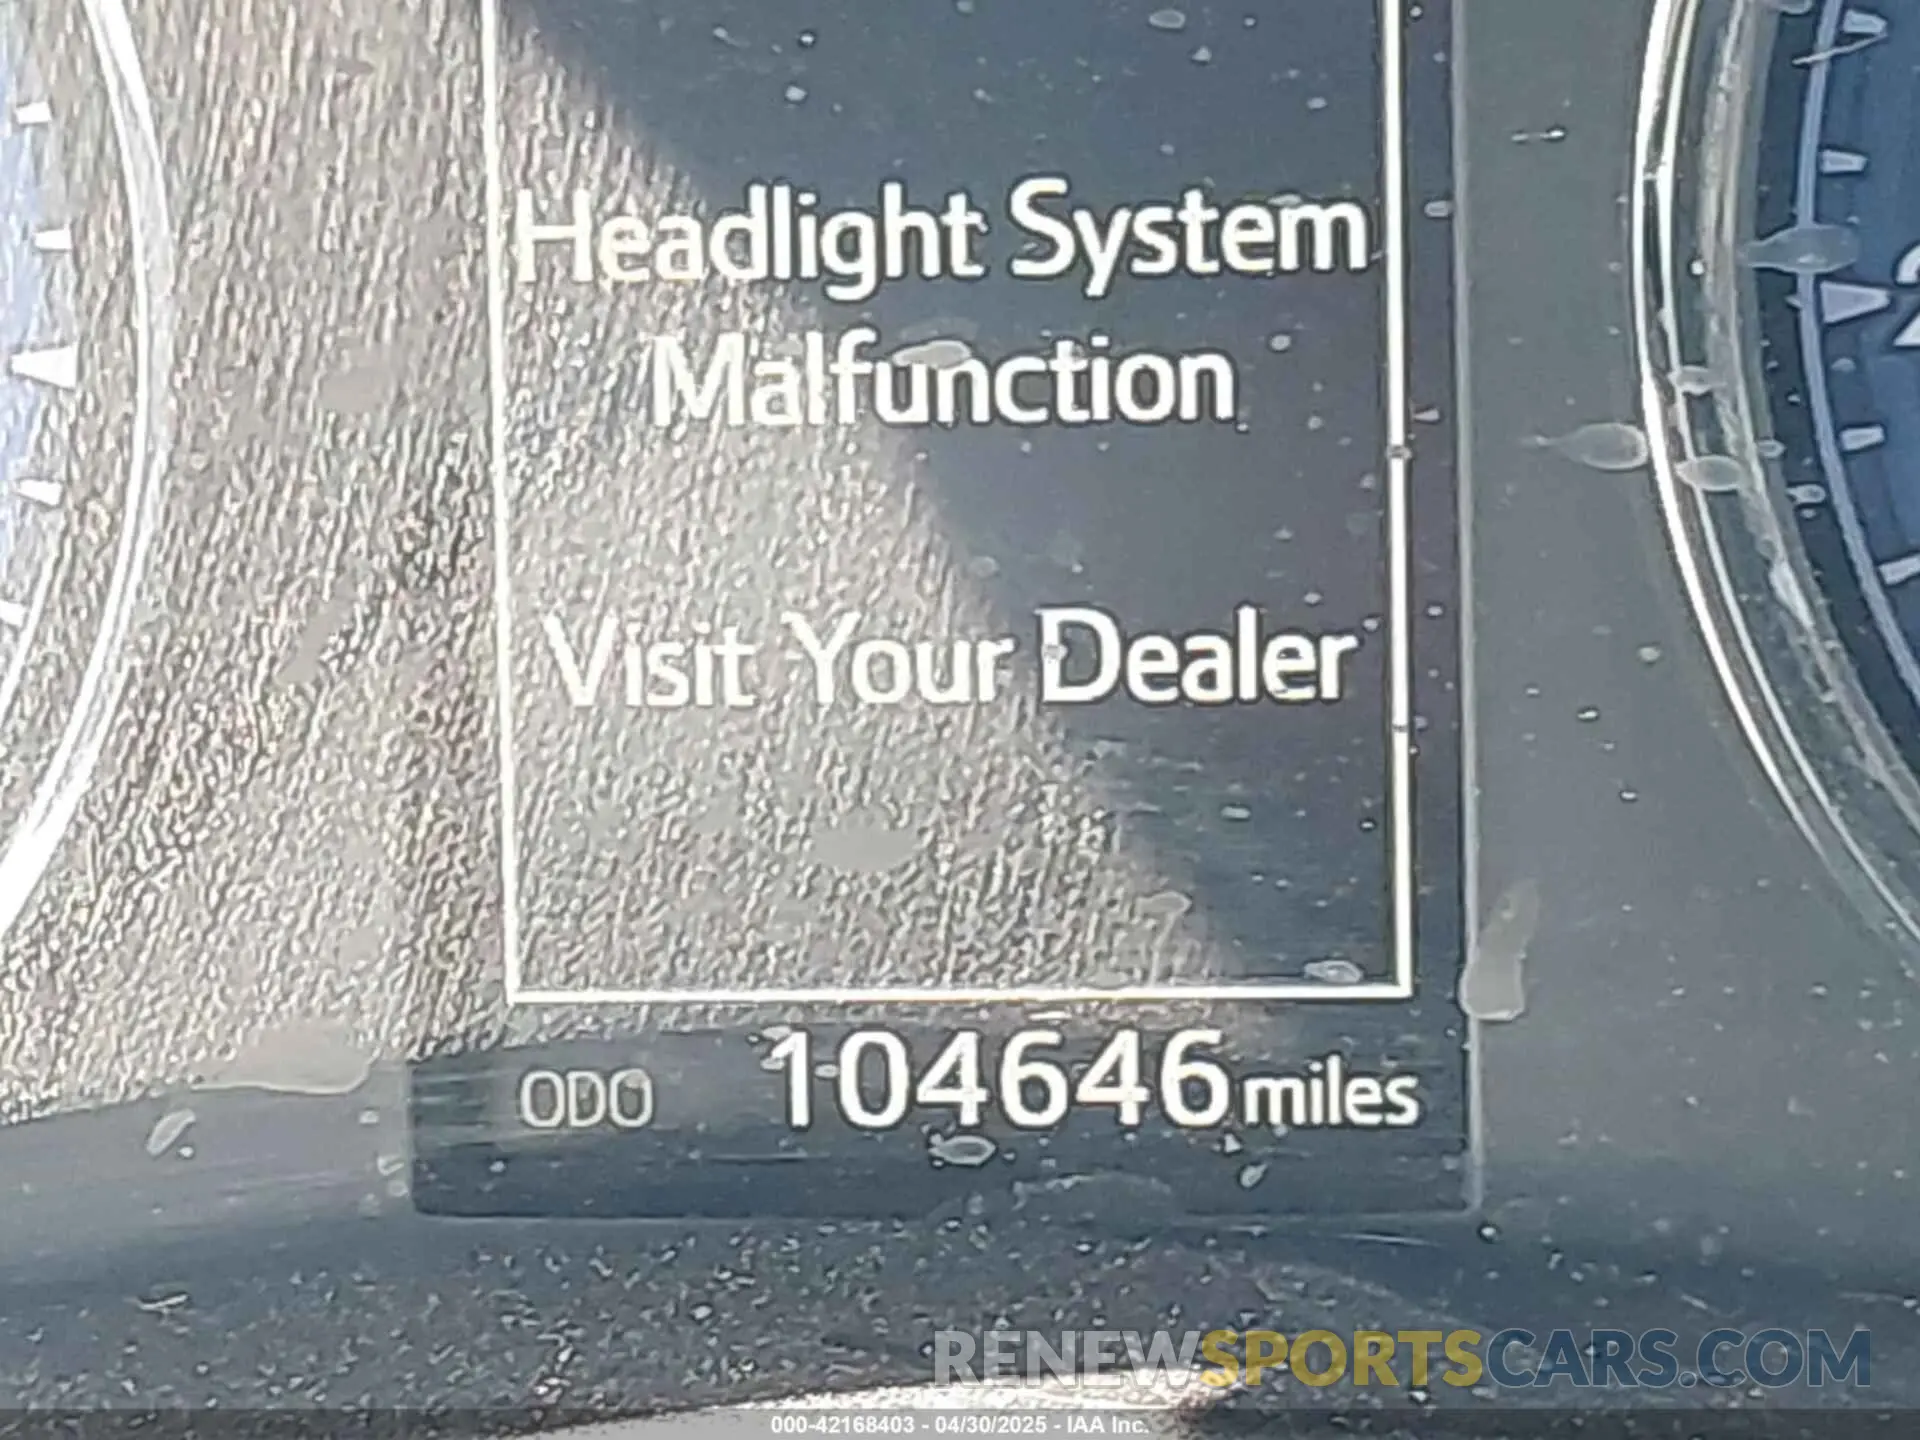 Headlight System
Malfunction
Visit Your Dealer
ODO 104646 miles
RENEWSPORTSCARS.COM
000-42168403 - 04/30/2025 - IAA Inc.